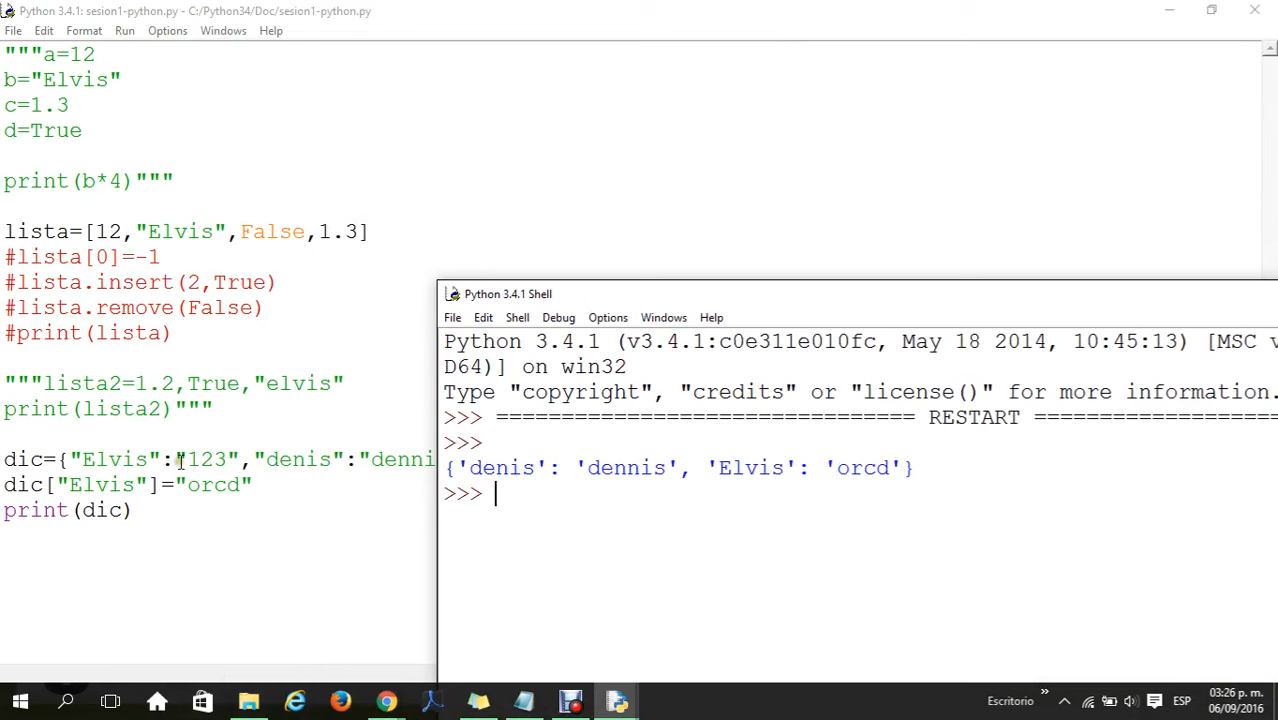 Python 3.4.1: sesion1-python.py - C:/Python34/Doc/sesion1-python.py
File Edit Format Run Options Windows Help
"""a=12
b="Elvis"
c=1.3
d=True
print(b*4)"""
lista=[12,"Elvis",False,1.3]
#lista[0]=-1
#lista.insert(2,True)
#lista.remove(False)
#print(lista)
"""lista2=1.2,True,"elvis"
print(lista2)"""
dic={"Elvis":"123","denis":"denni
dic["Elvis"]="orcd"
print(dic)
Python 3.4.1 Shell
File Edit Shell Debug Options Windows Help
Python 3.4.1 (v3.4.1:c0e311e010fc, May 18 2014, 10:45:13) [MSC v
D64)] on win32
Type "copyright", "credits" or "license()" for more information.
>>> ================================ RESTART ===================
>>>
{'denis': 'dennis', 'Elvis': 'orcd'}
>>>
Escritorio
ESP
03:26 p. m.
06/09/2016